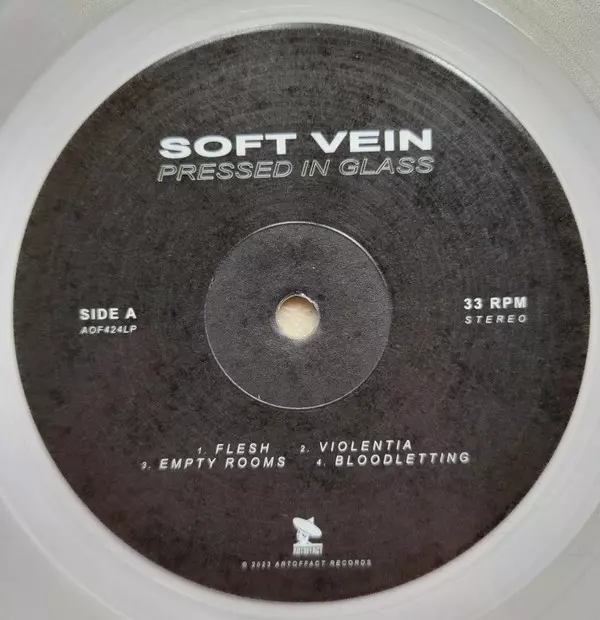 SOFT VEIN
PRESSED IN GLASS
SIDE A
AOF424LP
33 RPM
STEREO
1. FLESH 2. VIOLENTIA
3. EMPTY ROOMS 4. BLOODLETTING
ARTOFFACT
© 2023 ARTOFFACT RECORDS